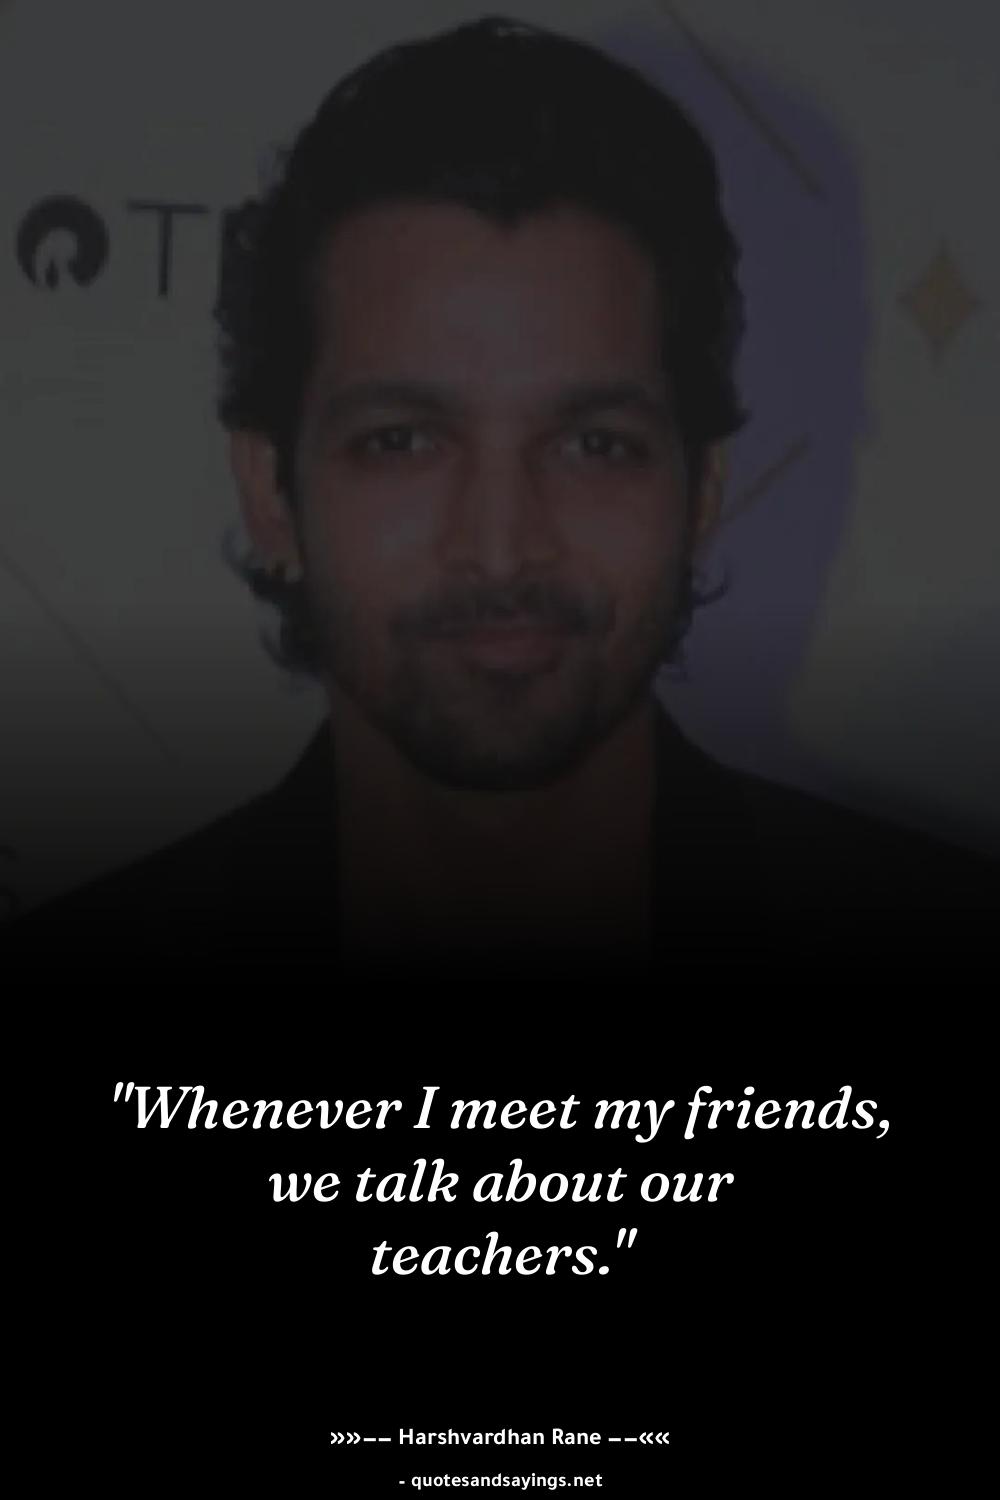 T
"Whenever I meet my friends,
we talk about our
teachers."
»»−− Harshvardhan Rane −−««
- quotesandsayings.net